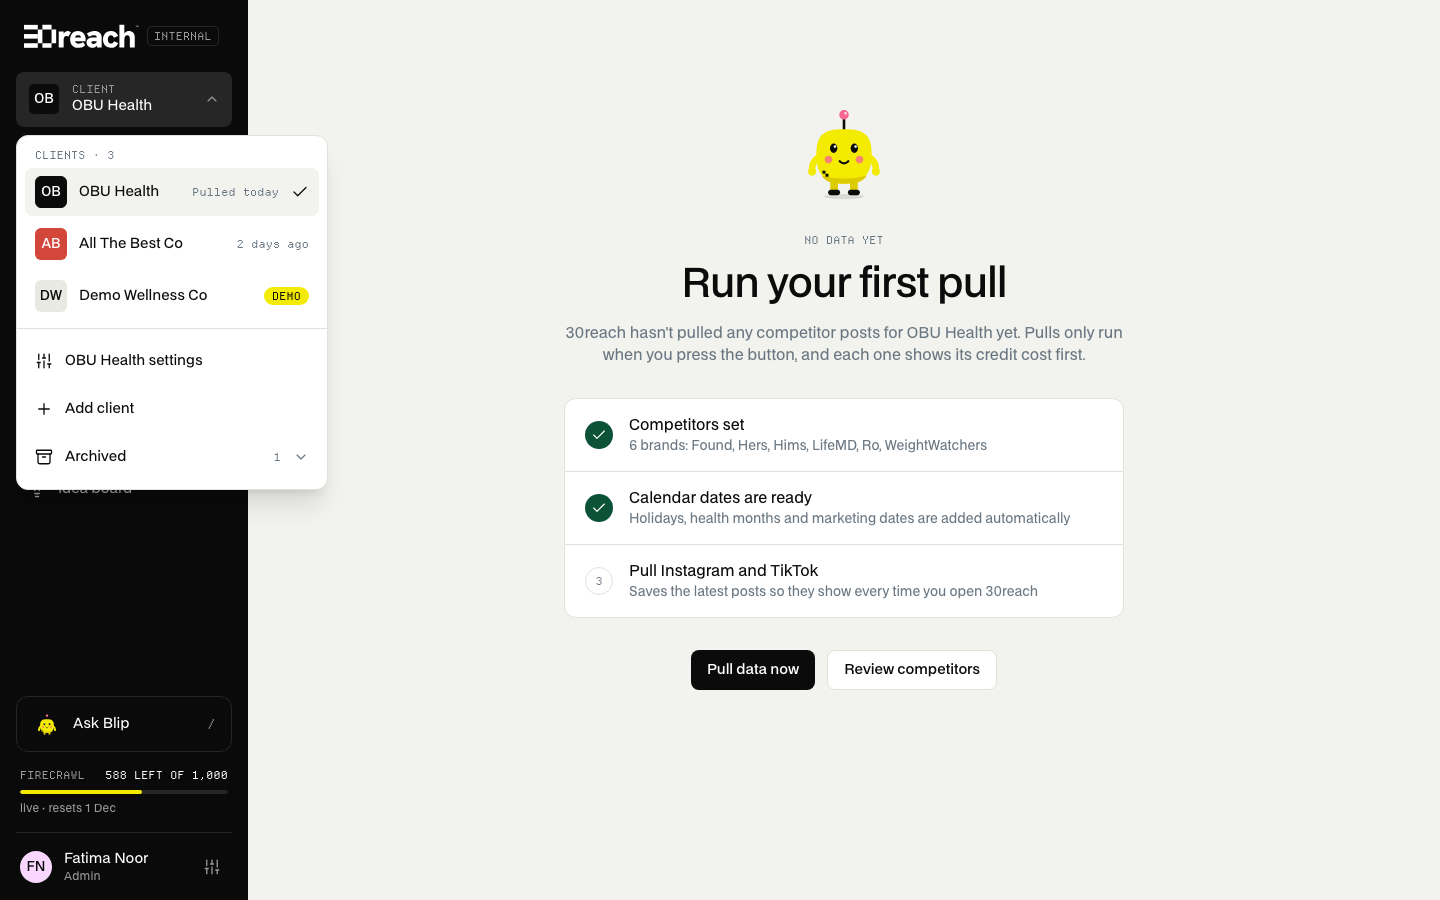 30reach INTERNAL
OB
CLIENT
OBU Health
CLIENTS · 3
OB OBU Health Pulled today
AB All The Best Co 2 days ago
DW Demo Wellness Co DEMO
OBU Health settings
Add client
Archived 1
Idea board
Ask Blip /
FIRECRAWL 588 LEFT OF 1,000
live · resets 1 Dec
FN
Fatima Noor
Admin
NO DATA YET
Run your first pull
30reach hasn't pulled any competitor posts for OBU Health yet. Pulls only run
when you press the button, and each one shows its credit cost first.
Competitors set
6 brands: Found, Hers, Hims, LifeMD, Ro, WeightWatchers
Calendar dates are ready
Holidays, health months and marketing dates are added automatically
3
Pull Instagram and TikTok
Saves the latest posts so they show every time you open 30reach
Pull data now Review competitors